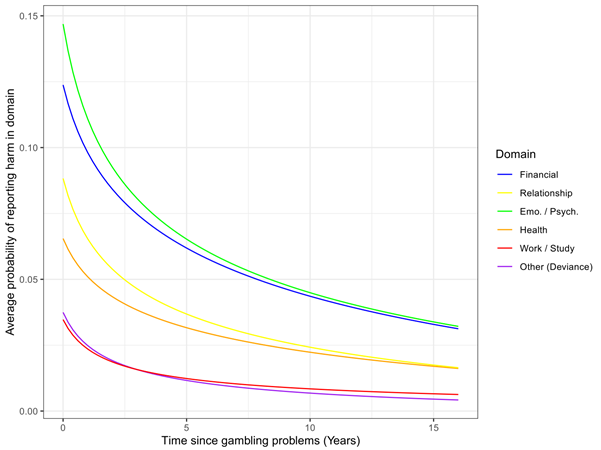 Average probability of reporting harm in domain
0.15
0.10
0.05
0.00
0
5
10
15
Time since gambling problems (Years)
Domain
Financial
Relationship
Emo. / Psych.
Health
Work / Study
Other (Deviance)